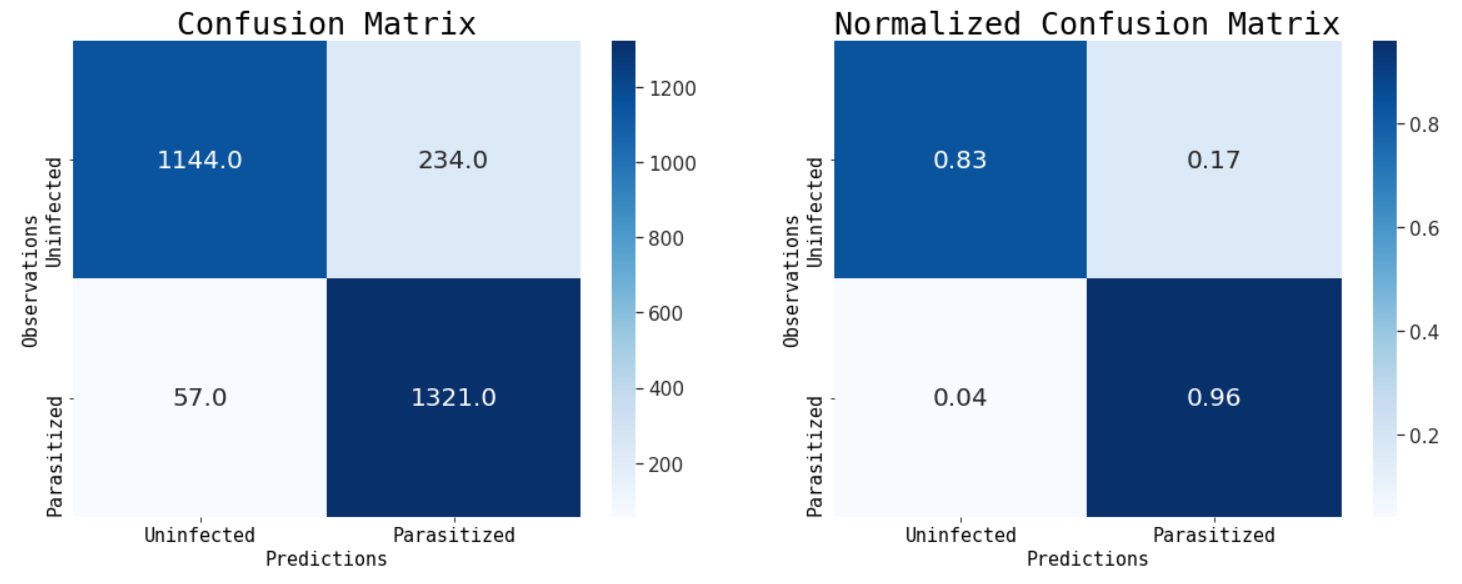 Confusion Matrix
Observations
Uninfected
Parasitized
1144.0
234.0
57.0
1321.0
Uninfected
Parasitized
Predictions
1200
1000
800
600
400
200
Normalized Confusion Matrix
Observations
Uninfected
Parasitized
0.83
0.17
0.04
0.96
Uninfected
Parasitized
Predictions
0.8
0.6
0.4
0.2